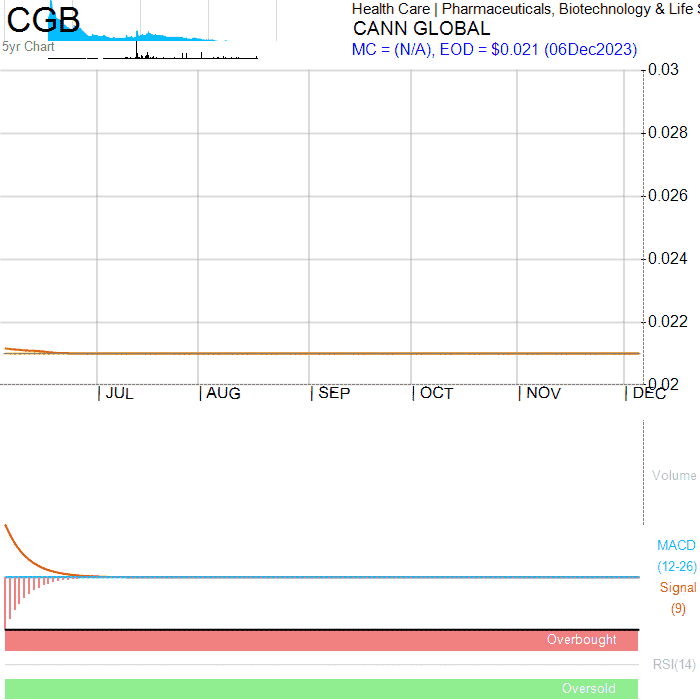 CGB
5yr Chart
Health Care | Pharmaceuticals, Biotechnology & Life S
CANN GLOBAL
MC = (N/A), EOD = $0.021 (06Dec2023)
0.03
0.028
0.026
0.024
0.022
0.02
JUL AUG SEP OCT NOV DEC
Volume
MACD
(12-26)
Signal
(9)
Overbought
RSI(14)
Oversold